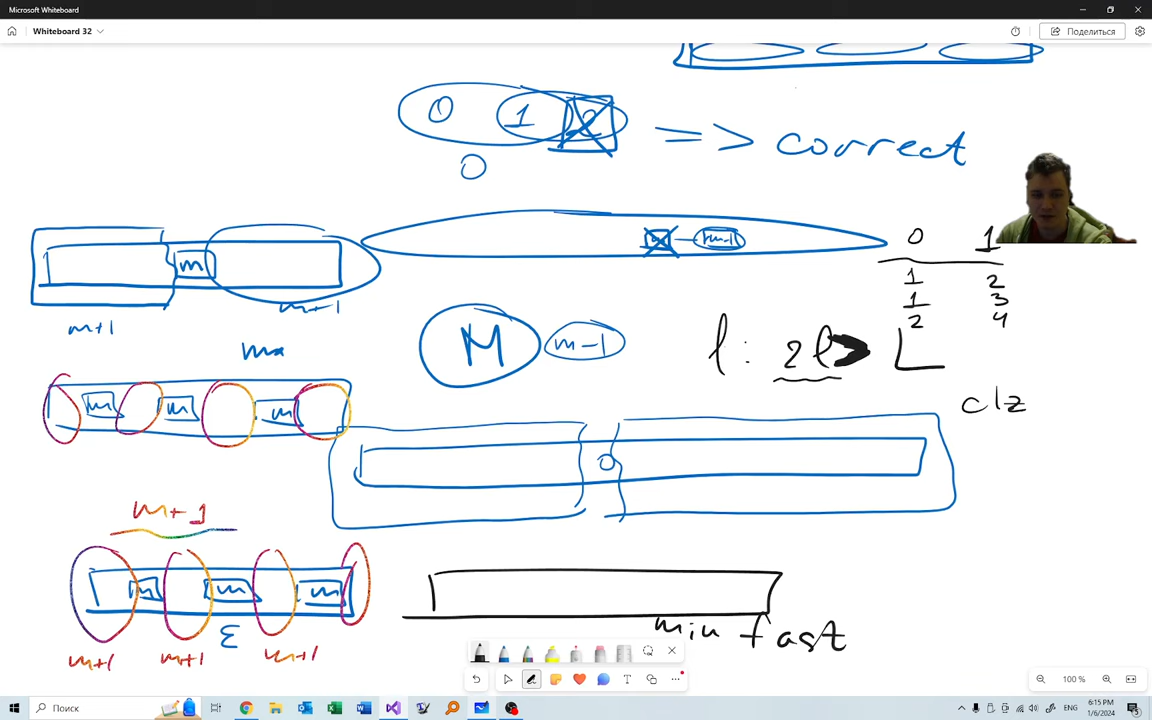 Microsoft Whiteboard
Whiteboard 32
Поделиться
0 1 2
0
=> correct
m
m-1
0 1
1 2
1 3
2 4
m+1
m+1
M
m-1
l: 2l > L
ma
clz
m m m
0
m+1
m m m
m+1 m+1 m+1
min fast
100 %
Поиск
ENG
6:15 PM
1/6/2024